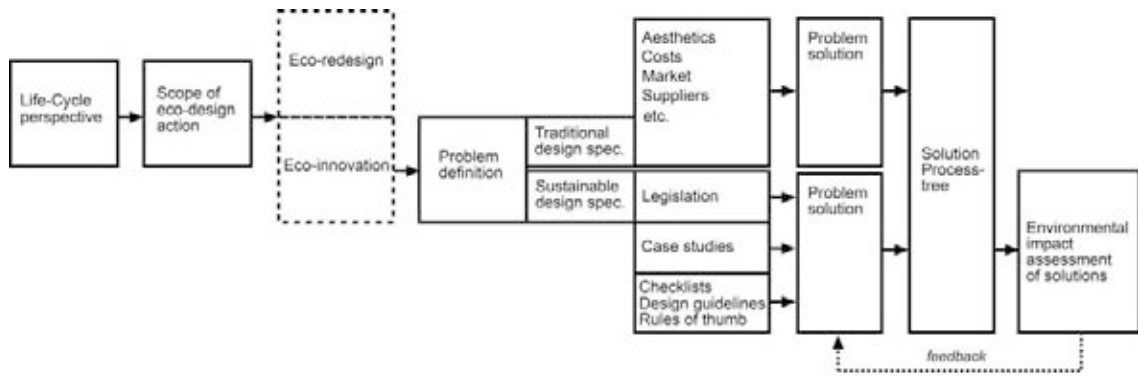 Life-Cycle
perspective
Scope of
eco-design
action
Eco-redesign
Eco-innovation
Problem
definition
Traditional
design spec.
Sustainable
design spec.
Aesthetics
Costs
Market
Suppliers
etc.
Legislation
Case studies
Checklists
Design guidelines
Rules of thumb
Problem
solution
Problem
solution
Solution
Process-
tree
Environmental
impact
assessment
of solutions
feedback